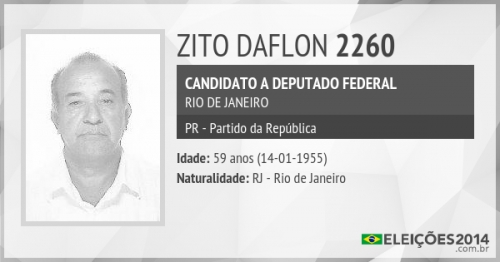 ZITO DAFLON 2260
CANDIDATO A DEPUTADO FEDERAL
RIO DE JANEIRO
PR - Partido da República
Idade: 59 anos (14-01-1955)
Naturalidade: RJ - Rio de Janeiro
ELEIÇÕES2014
.com.br